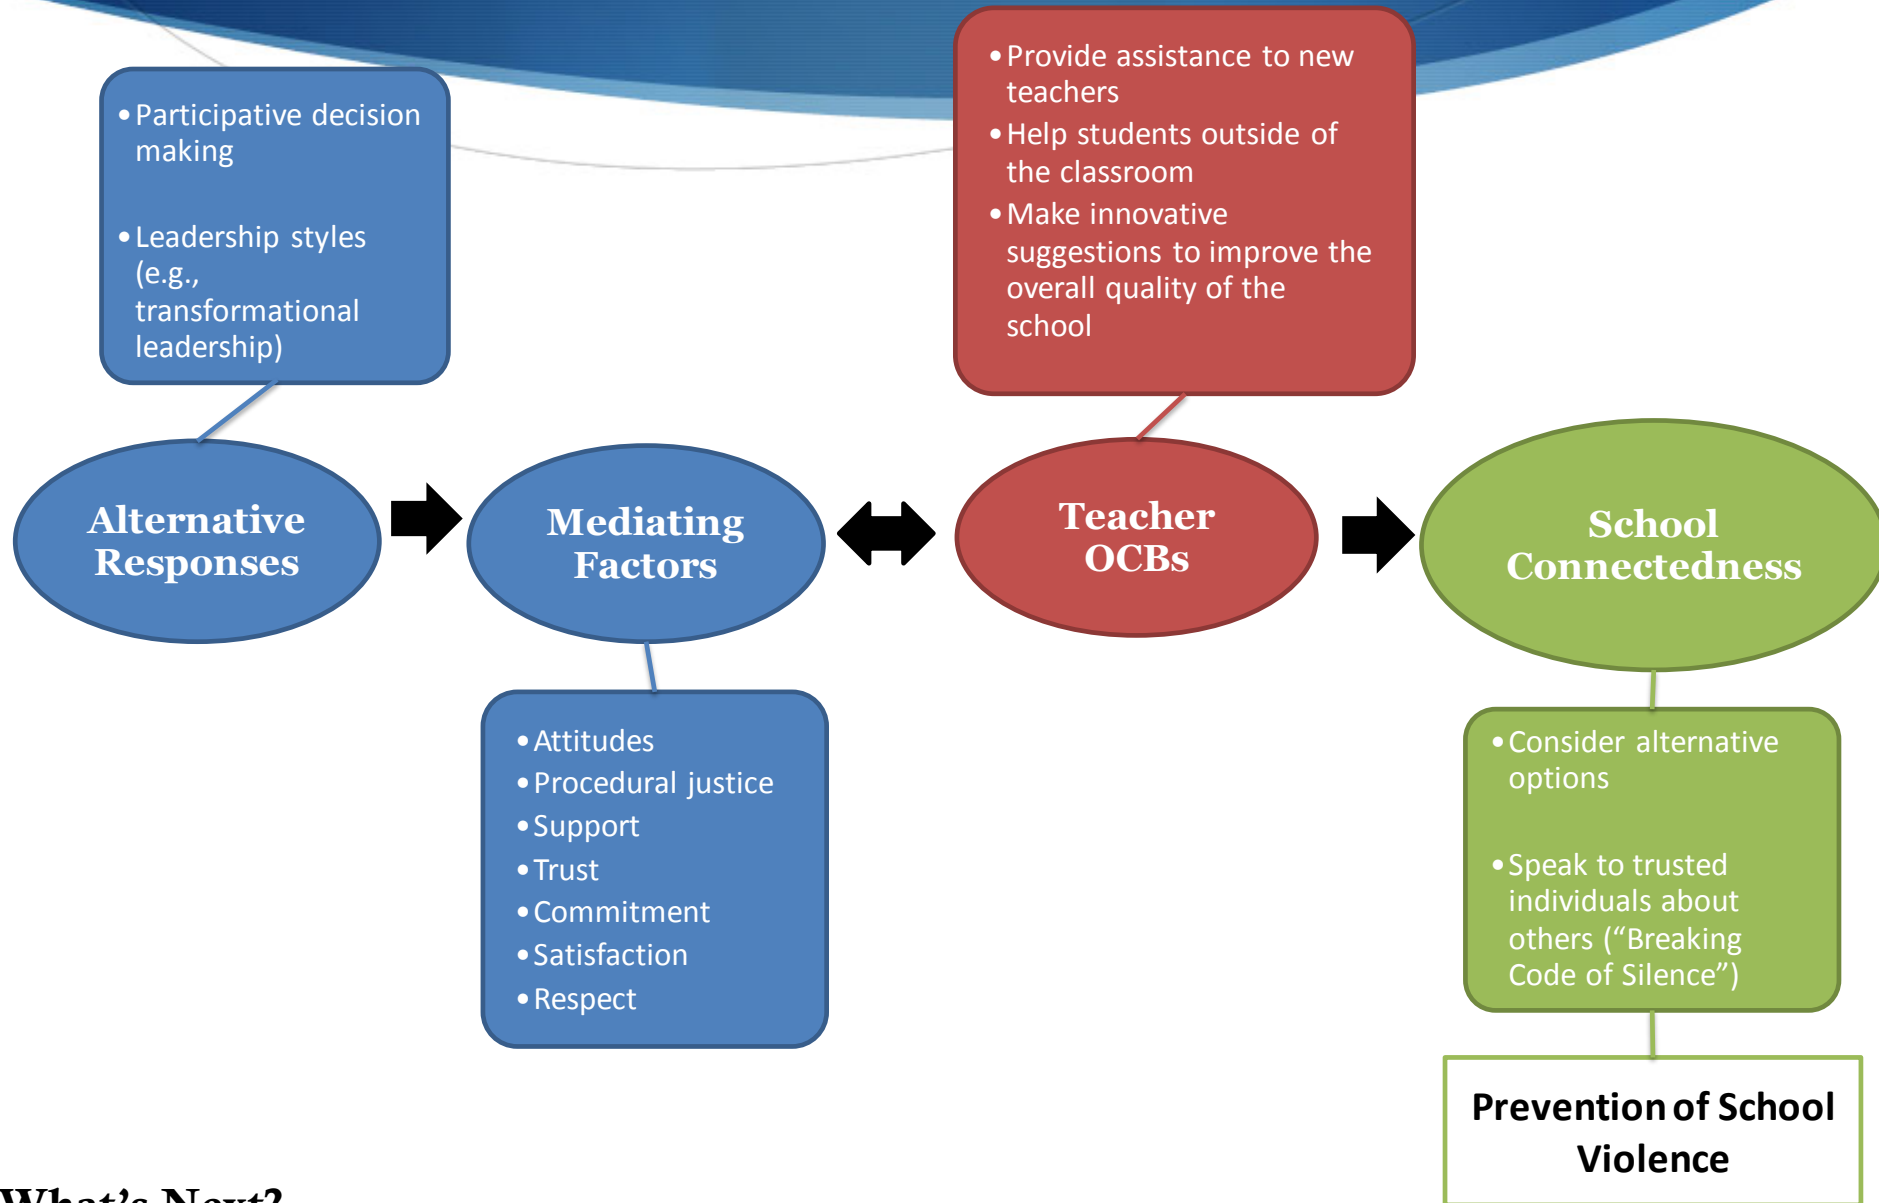 • Participative decision
making
• Leadership styles
(e.g.,
transformational
leadership)
• Provide assistance to new
teachers
• Help students outside of
the classroom
• Make innovative
suggestions to improve the
overall quality of the
school
Alternative
Responses
Mediating
Factors
Teacher
OCBs
School
Connectedness
• Attitudes
• Procedural justice
• Support
• Trust
• Commitment
• Satisfaction
• Respect
• Consider alternative
options
• Speak to trusted
individuals about
others (“Breaking
Code of Silence”)
Prevention of School
Violence
What’s Next?